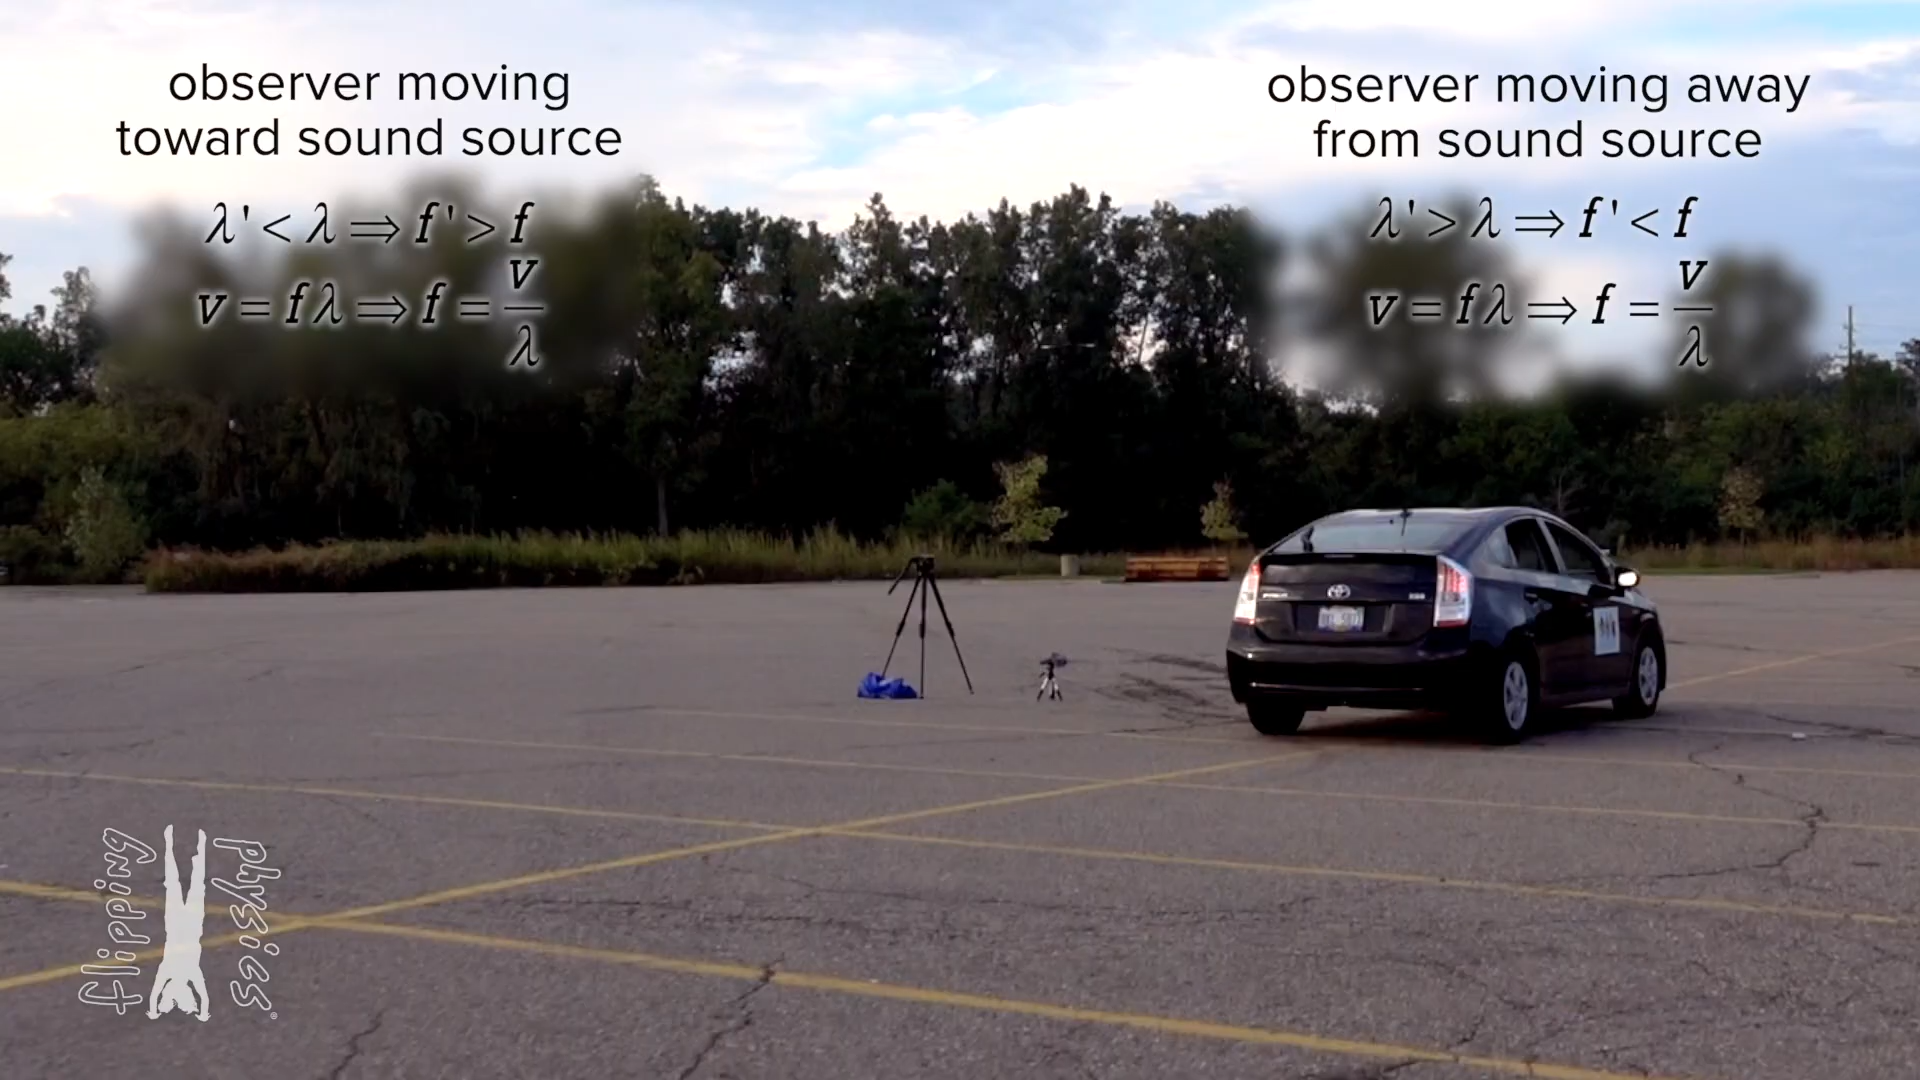 observer moving
toward sound source
λ' < λ ⇒ f' > f
v = fλ ⇒ f = v/λ
observer moving away
from sound source
λ' > λ ⇒ f' < f
v = fλ ⇒ f = v/λ
flipping
physics